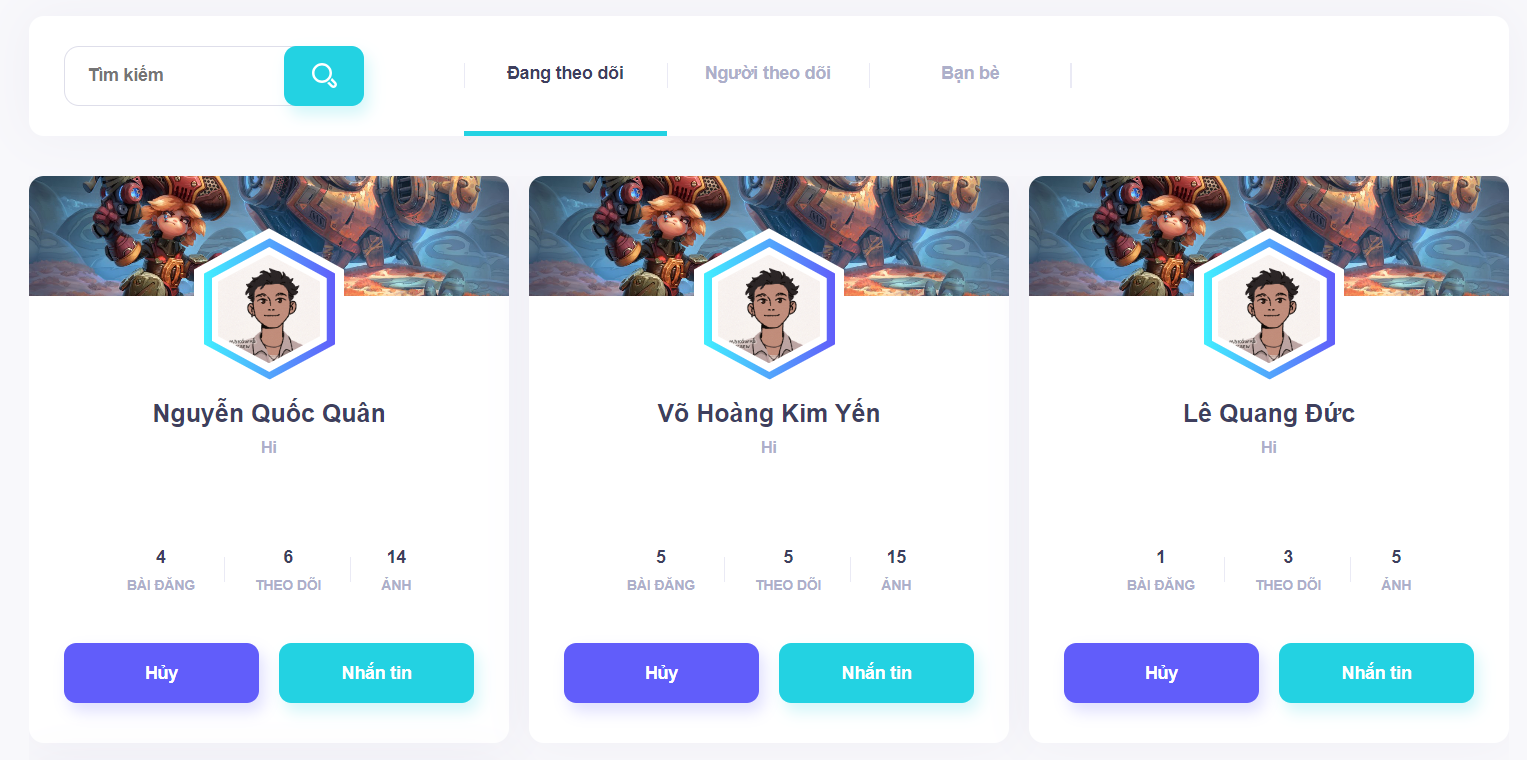 Tìm kiếm
Đang theo dõi
Người theo dõi
Bạn bè
Nguyễn Quốc Quân
Hi
4 6 14
BÀI ĐĂNG THEO DÕI ẢNH
Hủy Nhắn tin
Võ Hoàng Kim Yến
Hi
5 5 15
BÀI ĐĂNG THEO DÕI ẢNH
Hủy Nhắn tin
Lê Quang Đức
Hi
1 3 5
BÀI ĐĂNG THEO DÕI ẢNH
Hủy Nhắn tin